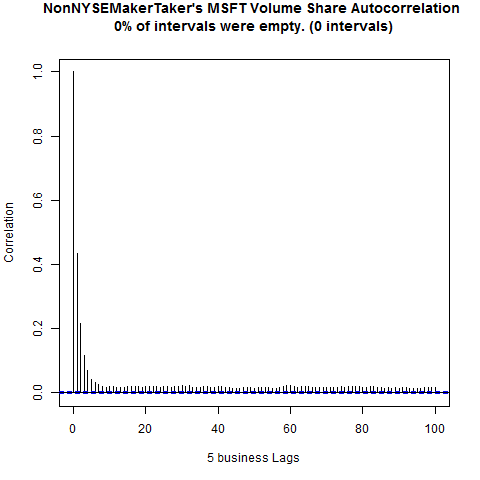 NonNYSEMakerTaker's MSFT Volume Share Autocorrelation
0% of intervals were empty. (0 intervals)
1.0
0.8
0.6
0.4
0.2
0.0
Correlation
0 20 40 60 80 100
5 business Lags